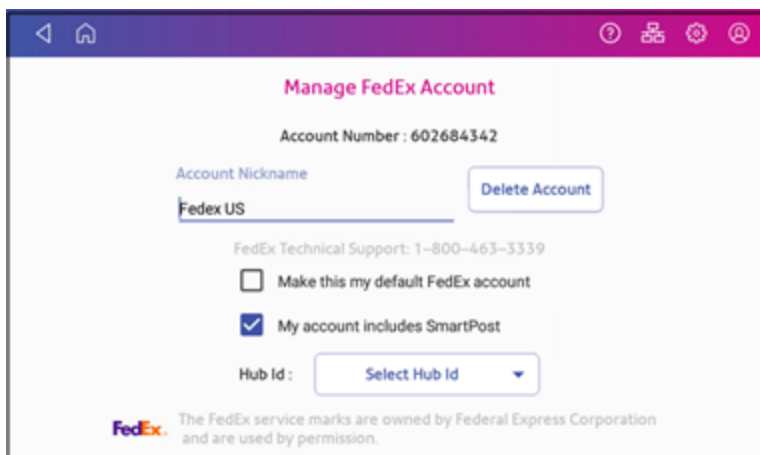 Manage FedEx Account
Account Number : 602684342
Account Nickname
Delete Account
Fedex US
FedEx Technical Support: 1-800-463-3339
Make this my default FedEx account
My account includes SmartPost
Hub Id :
Select Hub Id
FedEx.
The FedEx service marks are owned by Federal Express Corporation
and are used by permission.